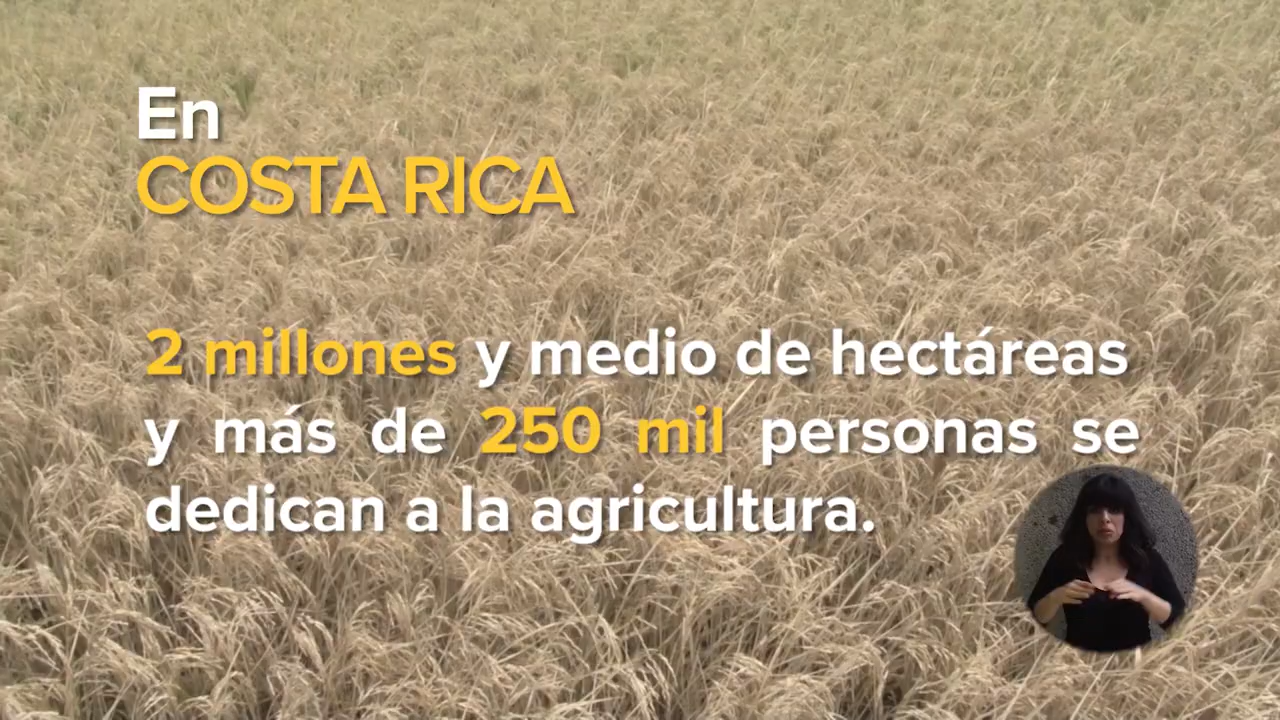 En
COSTA RICA
2 millones y medio de hectáreas
y más de 250 mil personas se
dedican a la agricultura.